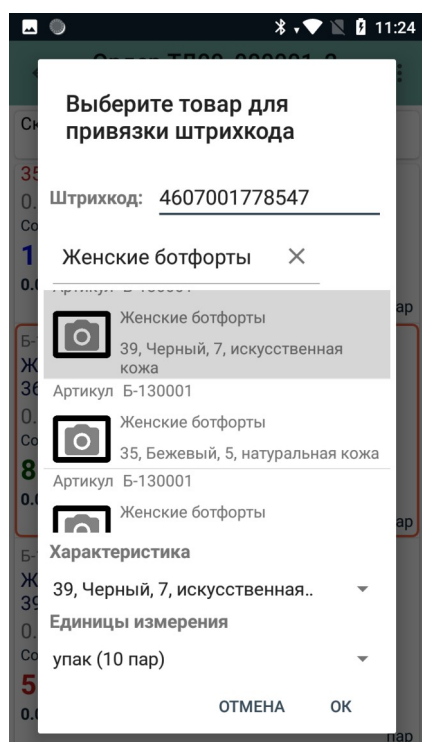 11:24
Выберите товар для
привязки штрихкода
Штрихкод: 4607001778547
Женские ботфорты
Женские ботфорты
39, Черный, 7, искусственная
кожа
Артикул Б-130001
Женские ботфорты
35, Бежевый, 5, натуральная кожа
Артикул Б-130001
Женские ботфорты
Характеристика
39, Черный, 7, искусственная..
Единицы измерения
упак (10 пар)
ОТМЕНА ОК